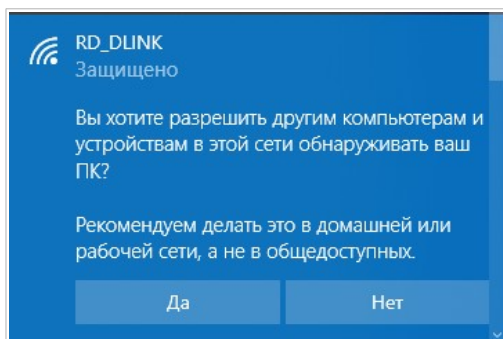 RD_DLINK
Защищено
Вы хотите разрешить другим компьютерам и
устройствам в этой сети обнаруживать ваш
ПК?
Рекомендуем делать это в домашней или
рабочей сети, а не в общедоступных.
Да
Нет